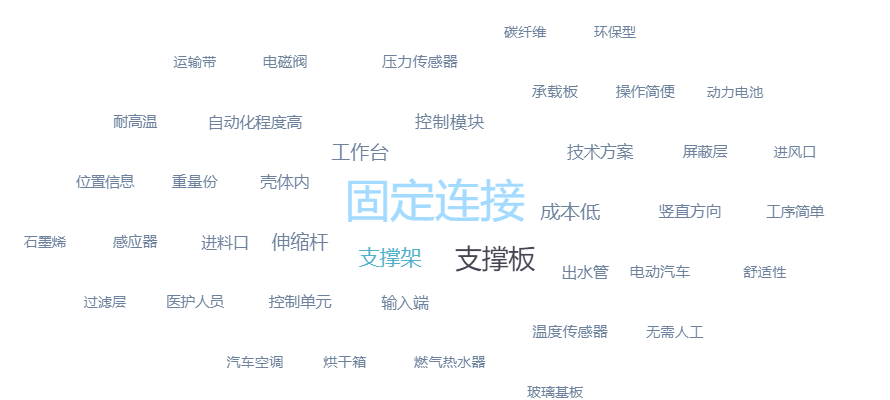 碳纤维 环保型
运输带 电磁阀 压力传感器
承载板 操作简便 动力电池
耐高温 自动化程度高 控制模块
工作台 技术方案 屏蔽层 进风口
位置信息 重量份 壳体内
固定连接
成本低 竖直方向 工序简单
石墨烯 感应器 进料口 伸缩杆
支撑架 支撑板
出水管 电动汽车 舒适性
过滤层 医护人员 控制单元 输入端
温度传感器 无需人工
汽车空调 烘干箱 燃气热水器
玻璃基板